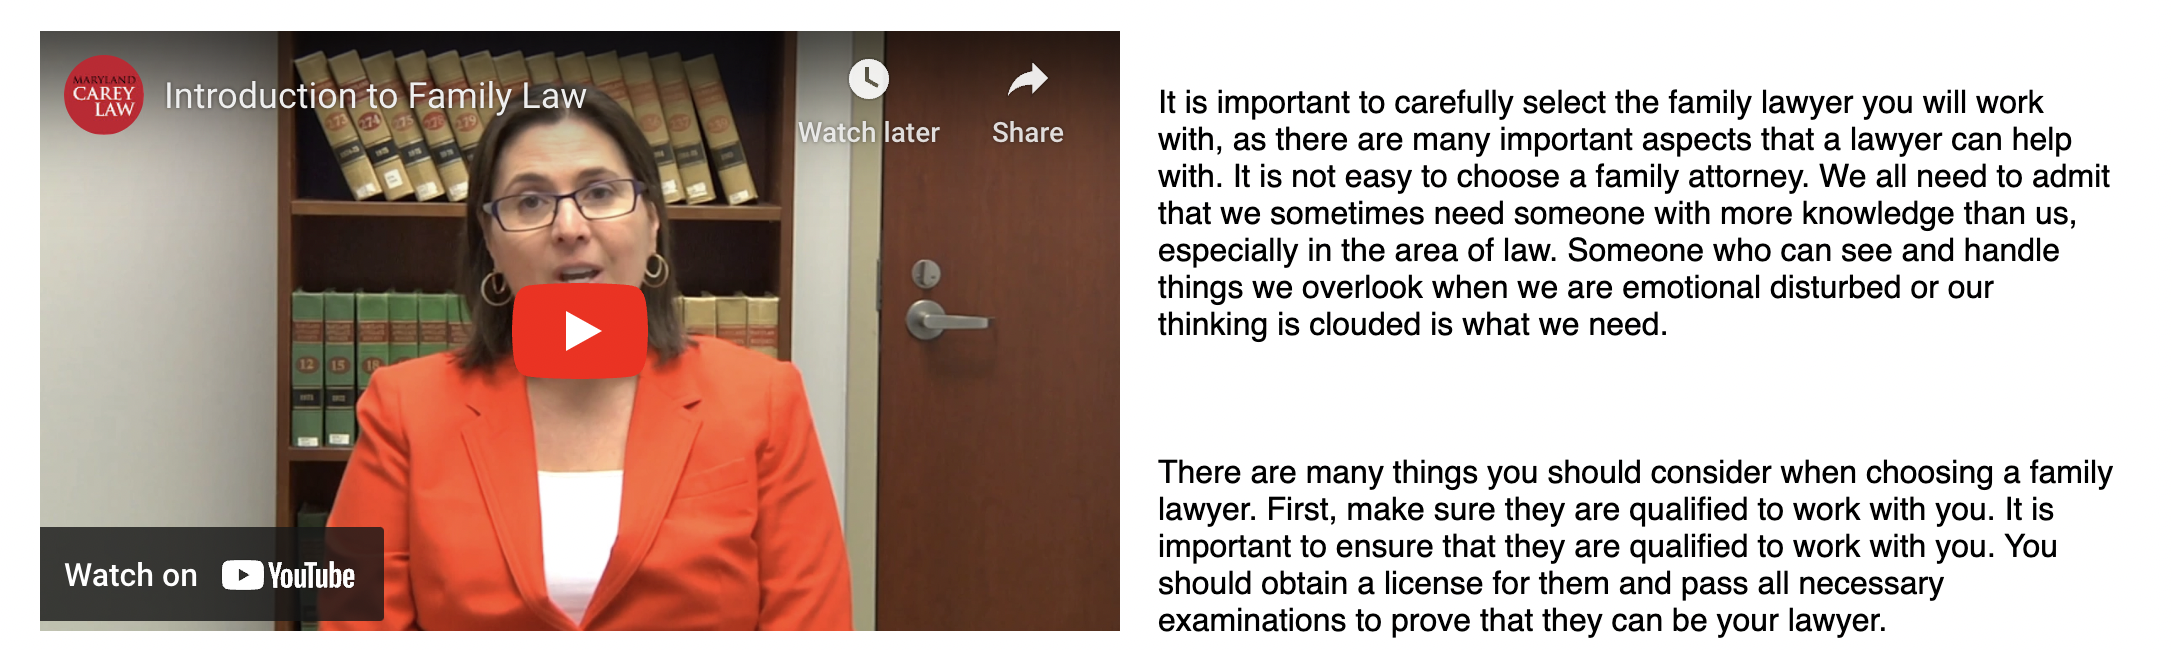 MARYLAND
CAREY
LAW
Introduction to Family Law
Watch later
Share
12
15
18
Watch on YouTube
It is important to carefully select the family lawyer you will work
with, as there are many important aspects that a lawyer can help
with. It is not easy to choose a family attorney. We all need to admit
that we sometimes need someone with more knowledge than us,
especially in the area of law. Someone who can see and handle
things we overlook when we are emotional disturbed or our
thinking is clouded is what we need.
There are many things you should consider when choosing a family
lawyer. First, make sure they are qualified to work with you. It is
important to ensure that they are qualified to work with you. You
should obtain a license for them and pass all necessary
examinations to prove that they can be your lawyer.